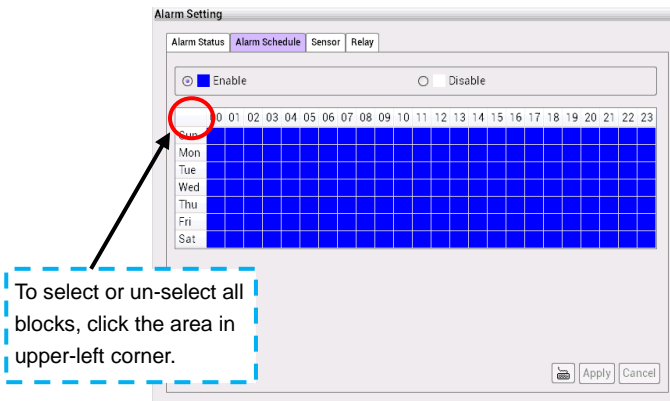 Alarm Setting
Alarm Status Alarm Schedule Sensor Relay
Enable Disable
00 01 02 03 04 05 06 07 08 09 10 11 12 13 14 15 16 17 18 19 20 21 22 23
Sun
Mon
Tue
Wed
Thu
Fri
Sat
To select or un-select all
blocks, click the area in
upper-left corner.
Apply Cancel